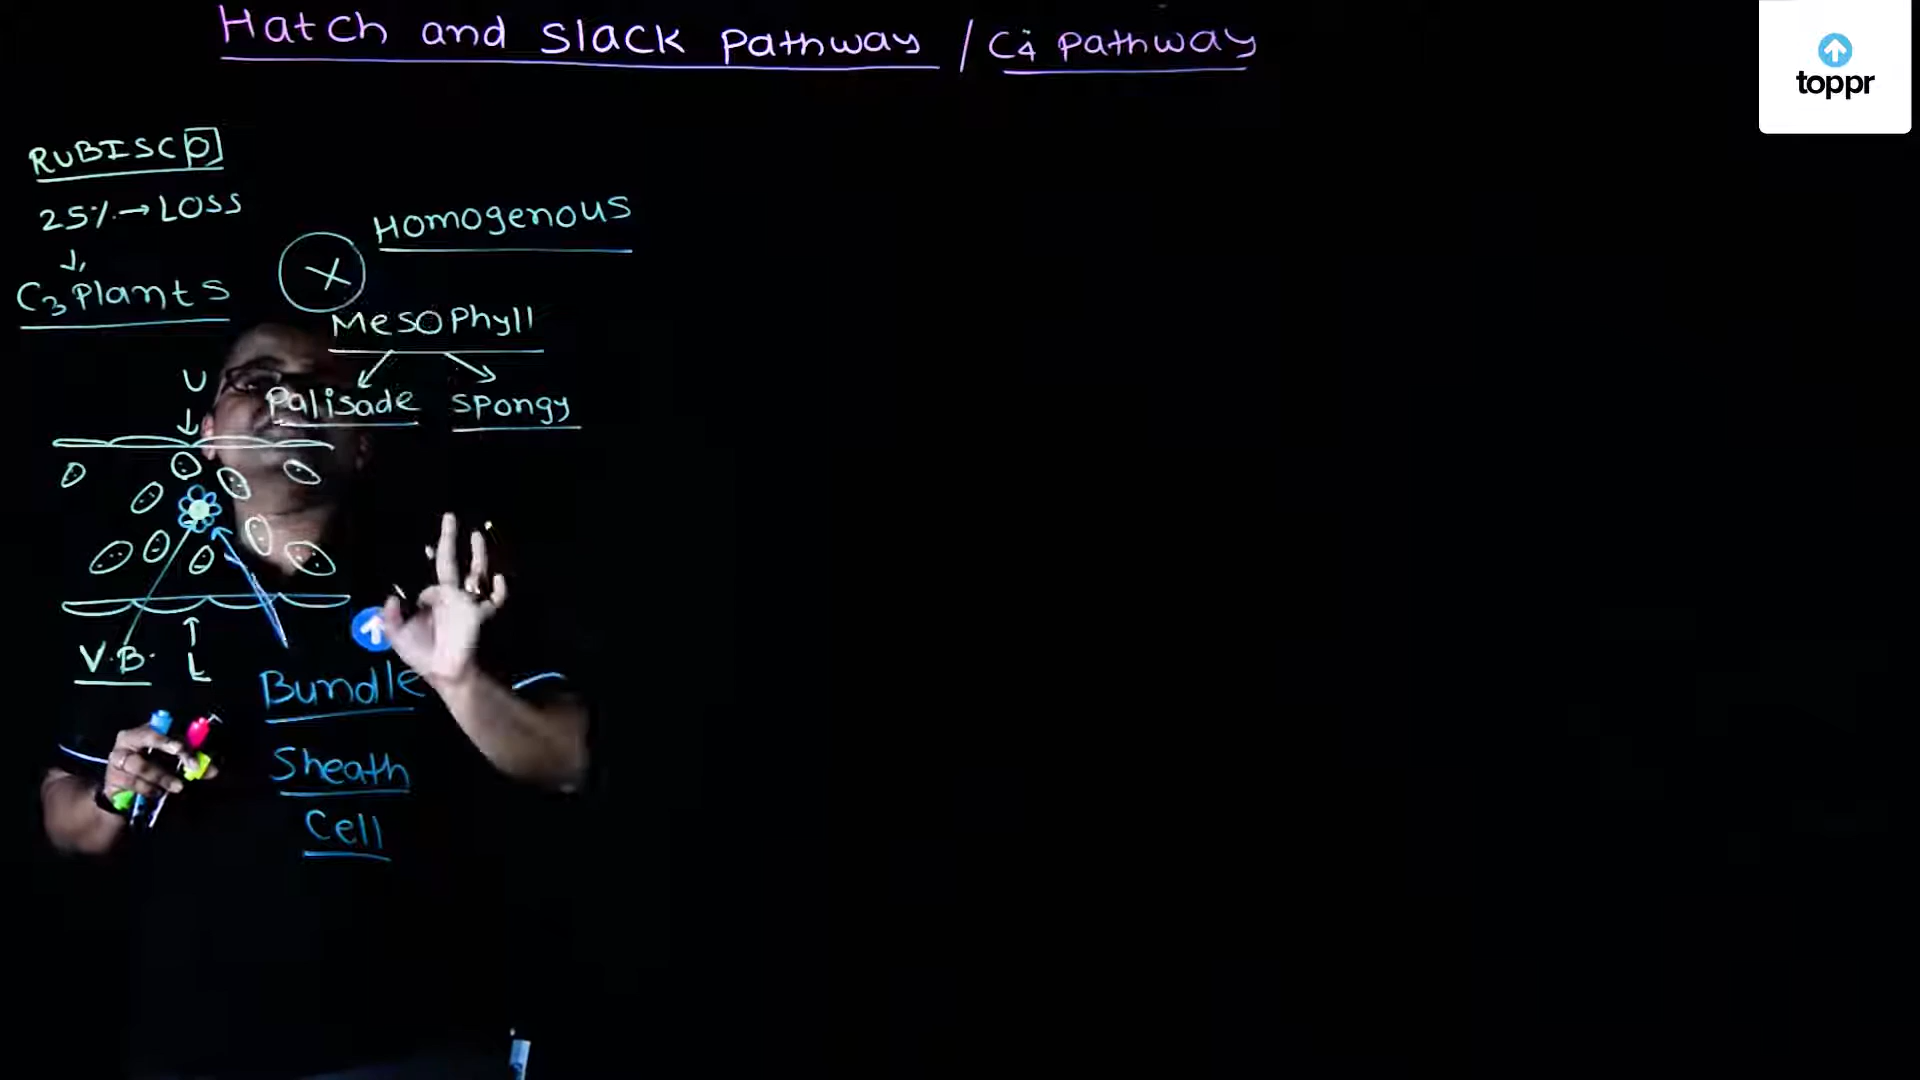 Hatch and Slack Pathway / C4 Pathway
toppr
RUBISCO
25% → Loss
C3 Plants
Homogenous
X
Mesophyll
Palisade Spongy
U
V.B.
L
Bundle
Sheath
Cell